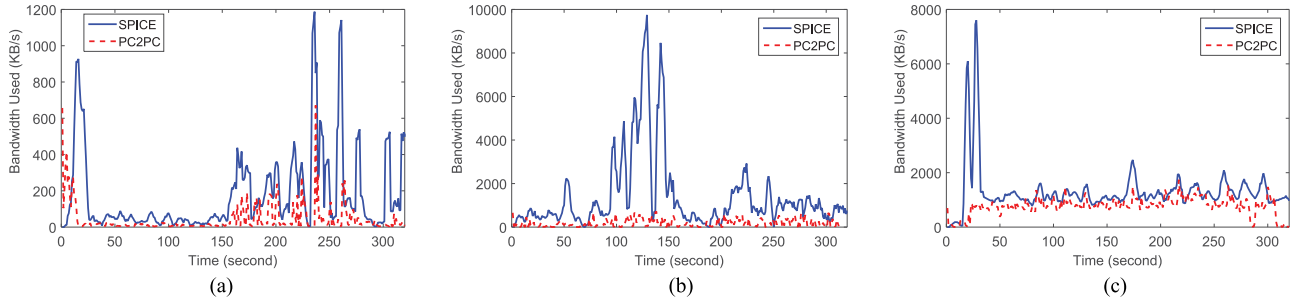 SPICE
PC2PC
Bandwidth Used (KB/s)
1200
1000
800
600
400
200
0
0 50 100 150 200 250 300
Time (second)
(a)
SPICE
PC2PC
Bandwidth Used (KB/s)
10000
8000
6000
4000
2000
0
0 50 100 150 200 250 300
Time (second)
(b)
SPICE
PC2PC
Bandwidth Used (KB/s)
8000
6000
4000
2000
0
0 50 100 150 200 250 300
Time (second)
(c)